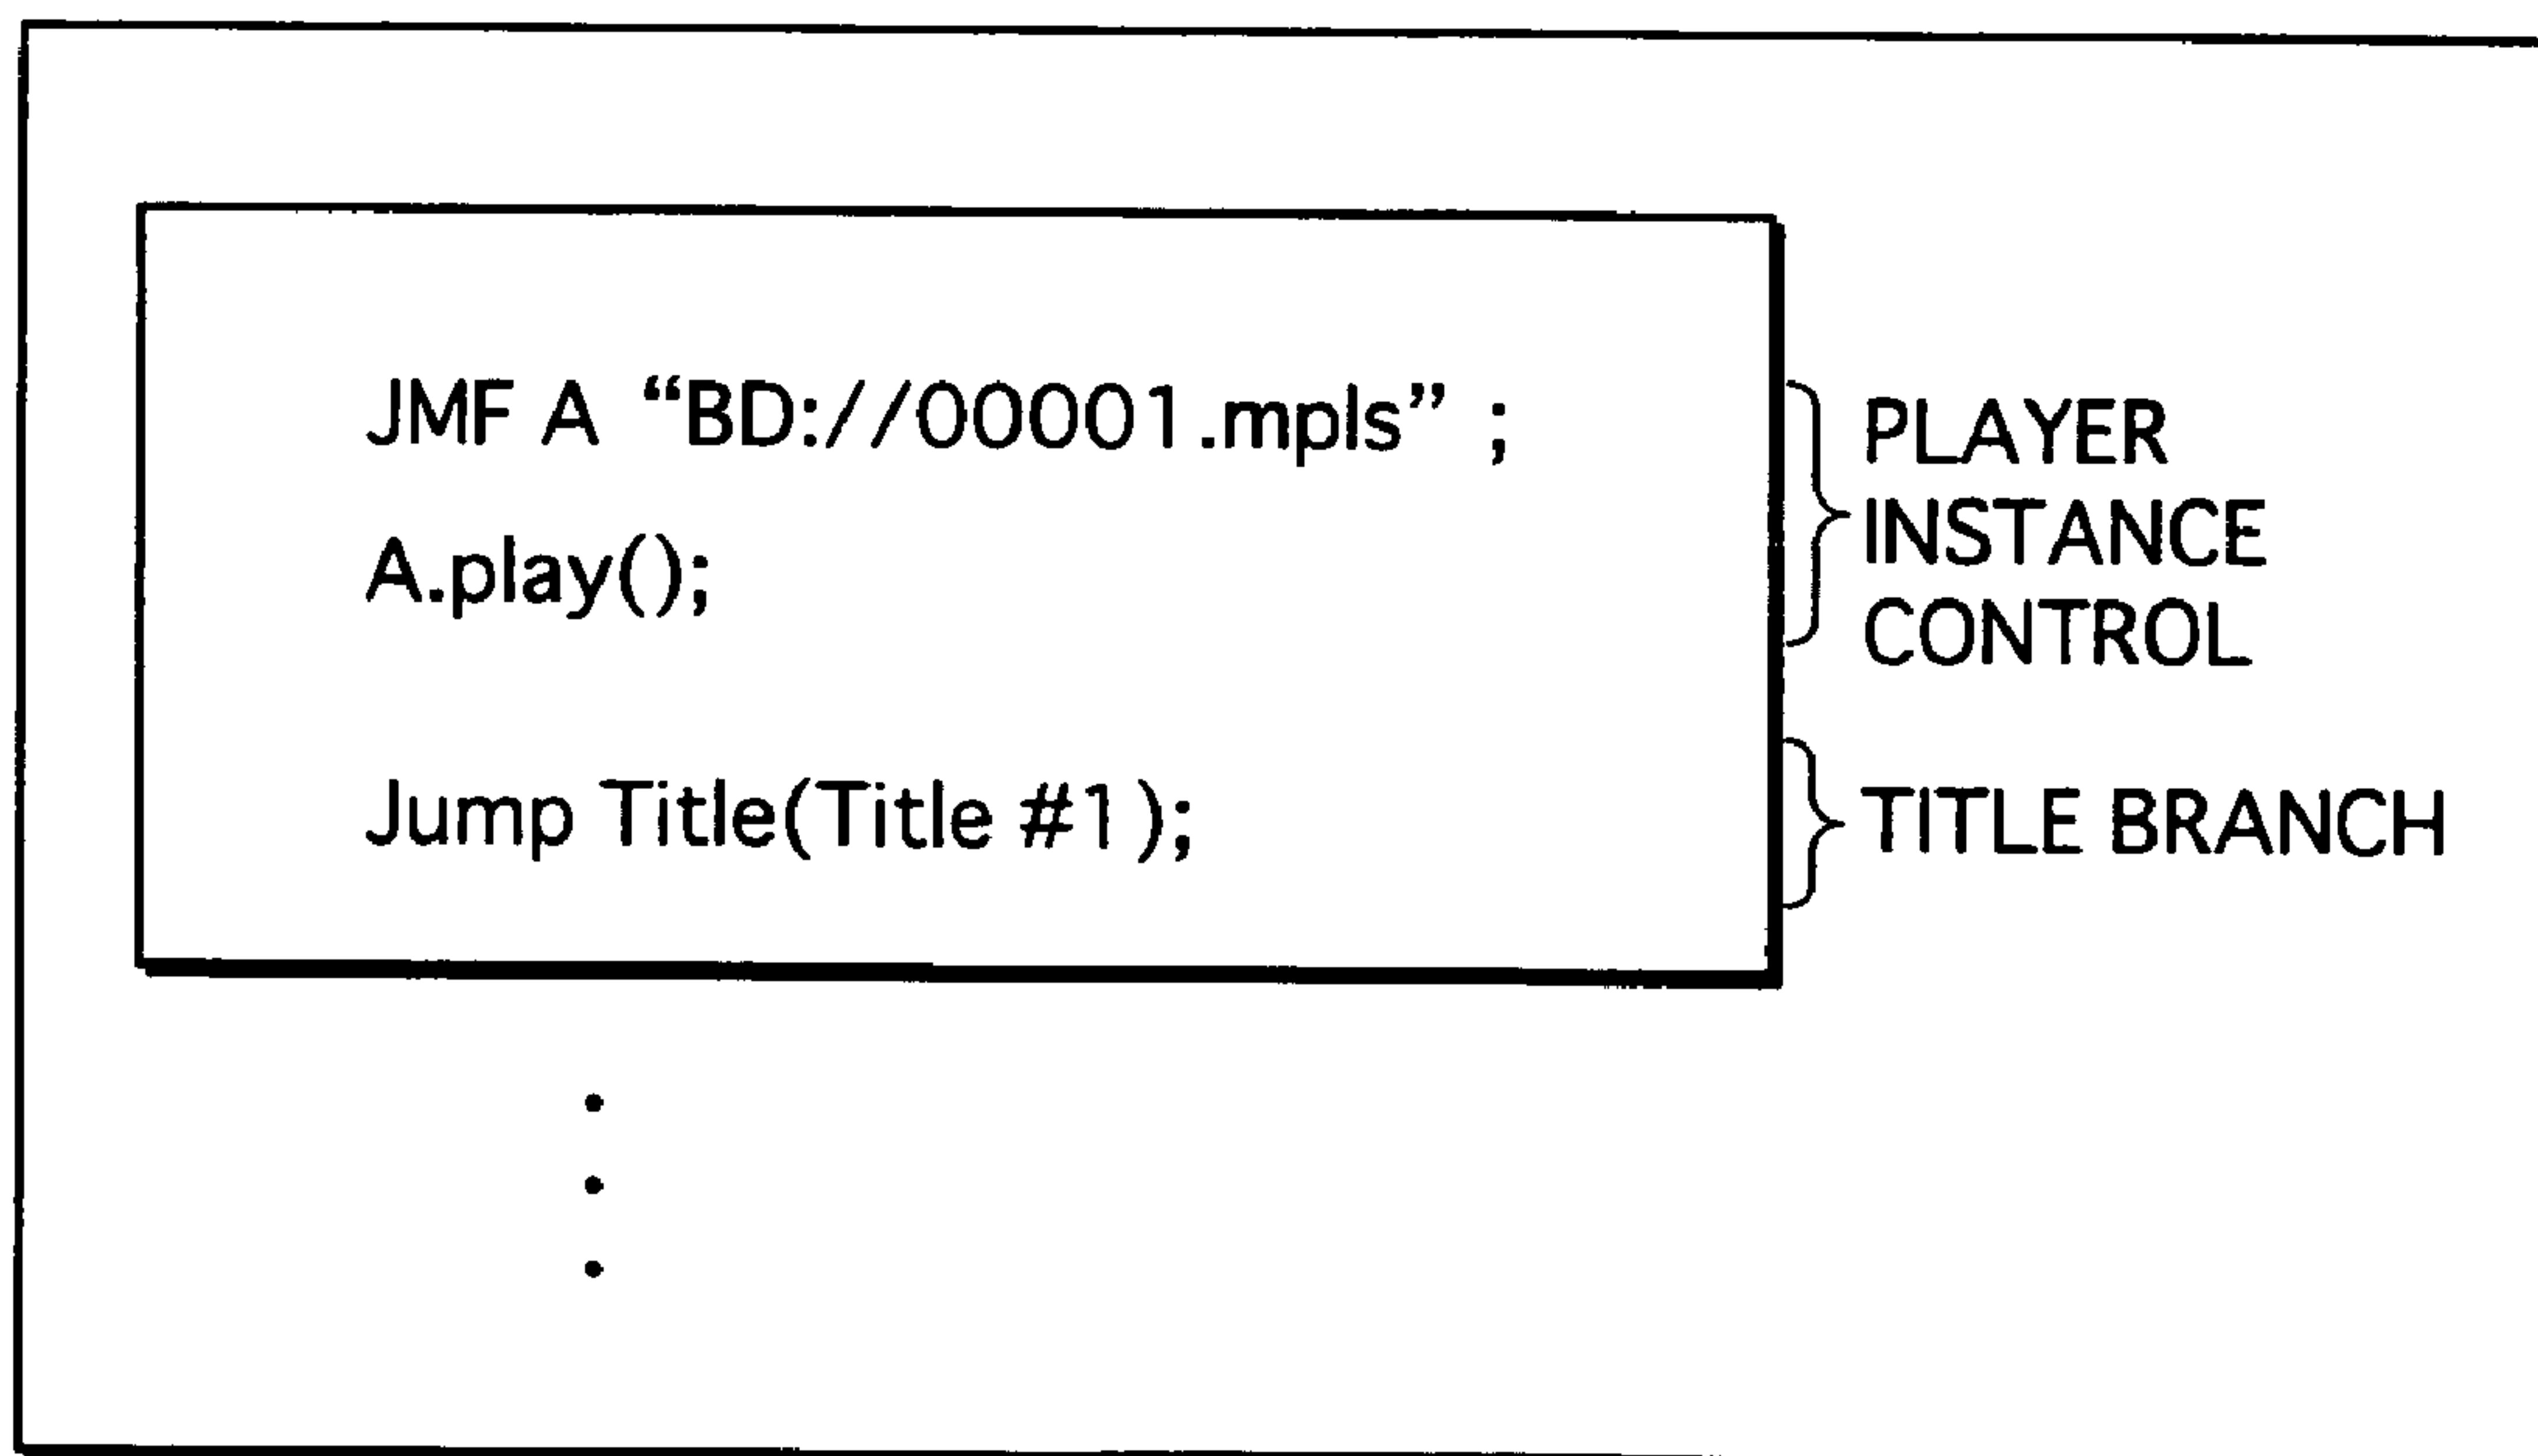 JMF A “BD://00001.mpls” ;
A.play();
PLAYER
INSTANCE
CONTROL
Jump Title(Title #1);
TITLE BRANCH